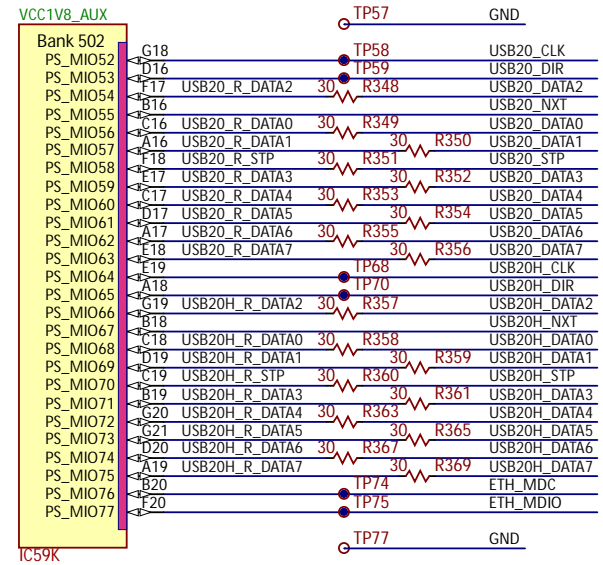 VCC1V8_AUX TP57 GND
Bank 502
PS_MIO52 G18 TP58 USB20_CLK
PS_MIO53 D16 TP59 USB20_DIR
PS_MIO54 F17 USB20_R_DATA2 30 R348 USB20_DATA2
PS_MIO55 B16 USB20_NXT
PS_MIO56 C16 USB20_R_DATA0 30 R349 USB20_DATA0
PS_MIO57 A16 USB20_R_DATA1 30 R350 USB20_DATA1
PS_MIO58 F18 USB20_R_STP 30 R351 USB20_STP
PS_MIO59 E17 USB20_R_DATA3 30 R352 USB20_DATA3
PS_MIO60 C17 USB20_R_DATA4 30 R353 USB20_DATA4
PS_MIO61 D17 USB20_R_DATA5 30 R354 USB20_DATA5
PS_MIO62 A17 USB20_R_DATA6 30 R355 USB20_DATA6
PS_MIO63 E18 USB20_R_DATA7 30 R356 USB20_DATA7
PS_MIO64 E19 TP68 USB20H_CLK
PS_MIO65 A18 TP70 USB20H_DIR
PS_MIO66 G19 USB20H_R_DATA2 30 R357 USB20H_DATA2
PS_MIO67 B18 USB20H_NXT
PS_MIO68 C18 USB20H_R_DATA0 30 R358 USB20H_DATA0
PS_MIO69 D19 USB20H_R_DATA1 30 R359 USB20H_DATA1
PS_MIO70 C19 USB20H_R_STP 30 R360 USB20H_STP
PS_MIO71 B19 USB20H_R_DATA3 30 R361 USB20H_DATA3
PS_MIO72 G20 USB20H_R_DATA4 30 R363 USB20H_DATA4
PS_MIO73 G21 USB20H_R_DATA5 30 R365 USB20H_DATA5
PS_MIO74 D20 USB20H_R_DATA6 30 R367 USB20H_DATA6
PS_MIO75 A19 USB20H_R_DATA7 30 R369 USB20H_DATA7
PS_MIO76 B20 TP74 ETH_MDC
PS_MIO77 F20 TP75 ETH_MDIO
TP77 GND
IC59K